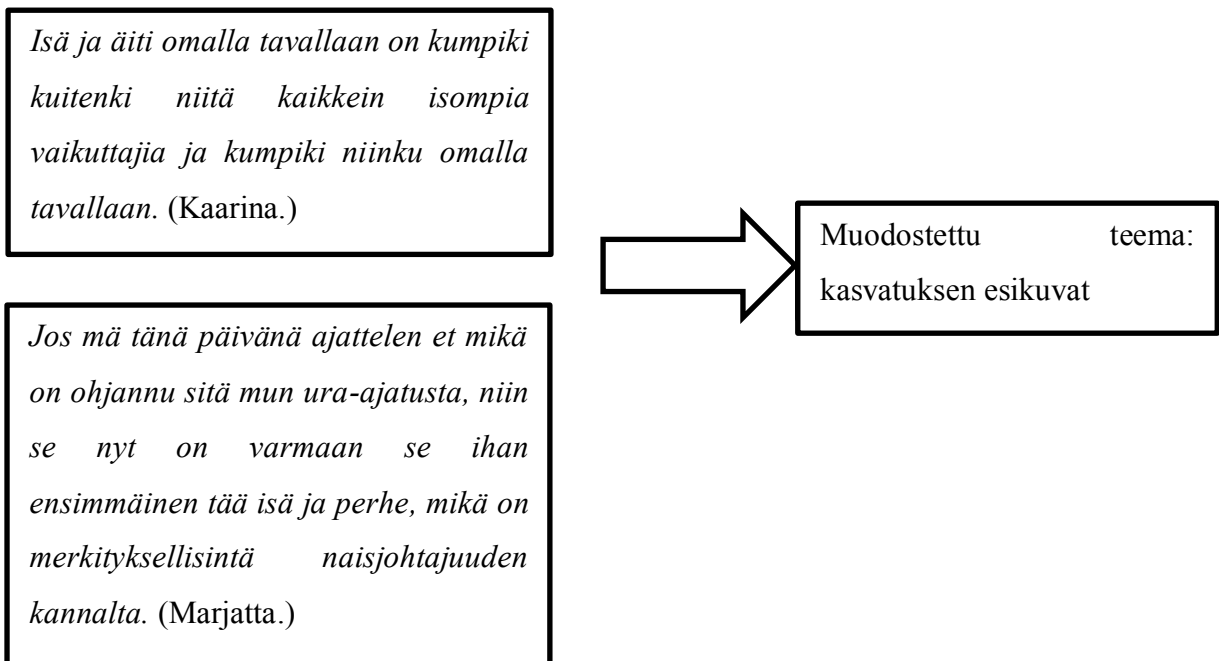 Isä ja äiti omalla tavallaan on kumpiki
kuitenki niitä kaikkein isompia
vaikuttajia ja kumpiki niinku omalla
tavallaan. (Kaarina.)
Muodostettu teema:
kasvatuksen esikuvat
Jos mä tänä päivänä ajattelen et mikä
on ohjannu sitä mun ura-ajatusta, niin
se nyt on varmaan se ihan
ensimmäinen tää isä ja perhe, mikä on
merkityksellisintä naisjohtajuuden
kannalta. (Marjatta.)